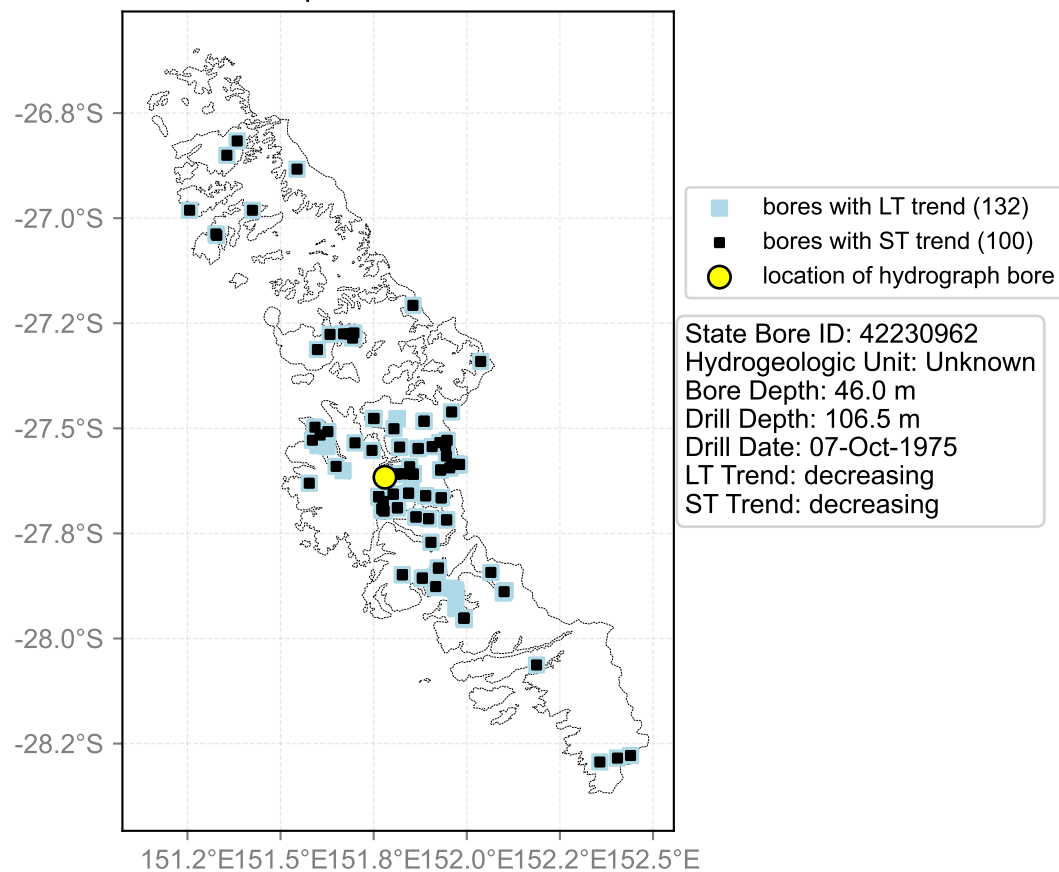 -26.8°S
-27.0°S
-27.2°S
-27.5°S
-27.8°S
-28.0°S
-28.2°S
151.2°E151.5°E151.8°E152.0°E152.2°E152.5°E
bores with LT trend (132)
bores with ST trend (100)
location of hydrograph bore
State Bore ID: 42230962
Hydrogeologic Unit: Unknown
Bore Depth: 46.0 m
Drill Depth: 106.5 m
Drill Date: 07-Oct-1975
LT Trend: decreasing
ST Trend: decreasing